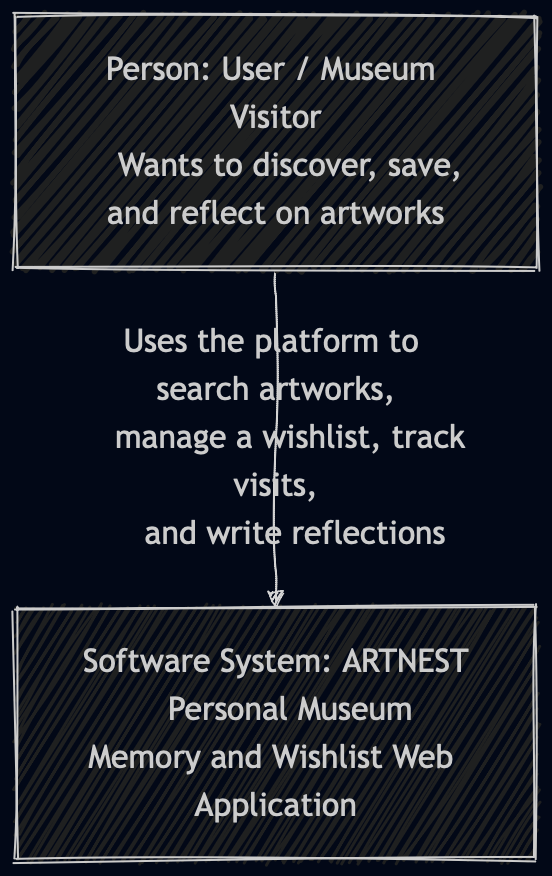 Person: User / Museum
Visitor
Wants to discover, save,
and reflect on artworks
Uses the platform to
search artworks,
manage a wishlist, track
visits,
and write reflections
Software System: ARTNEST
Personal Museum
Memory and Wishlist Web
Application